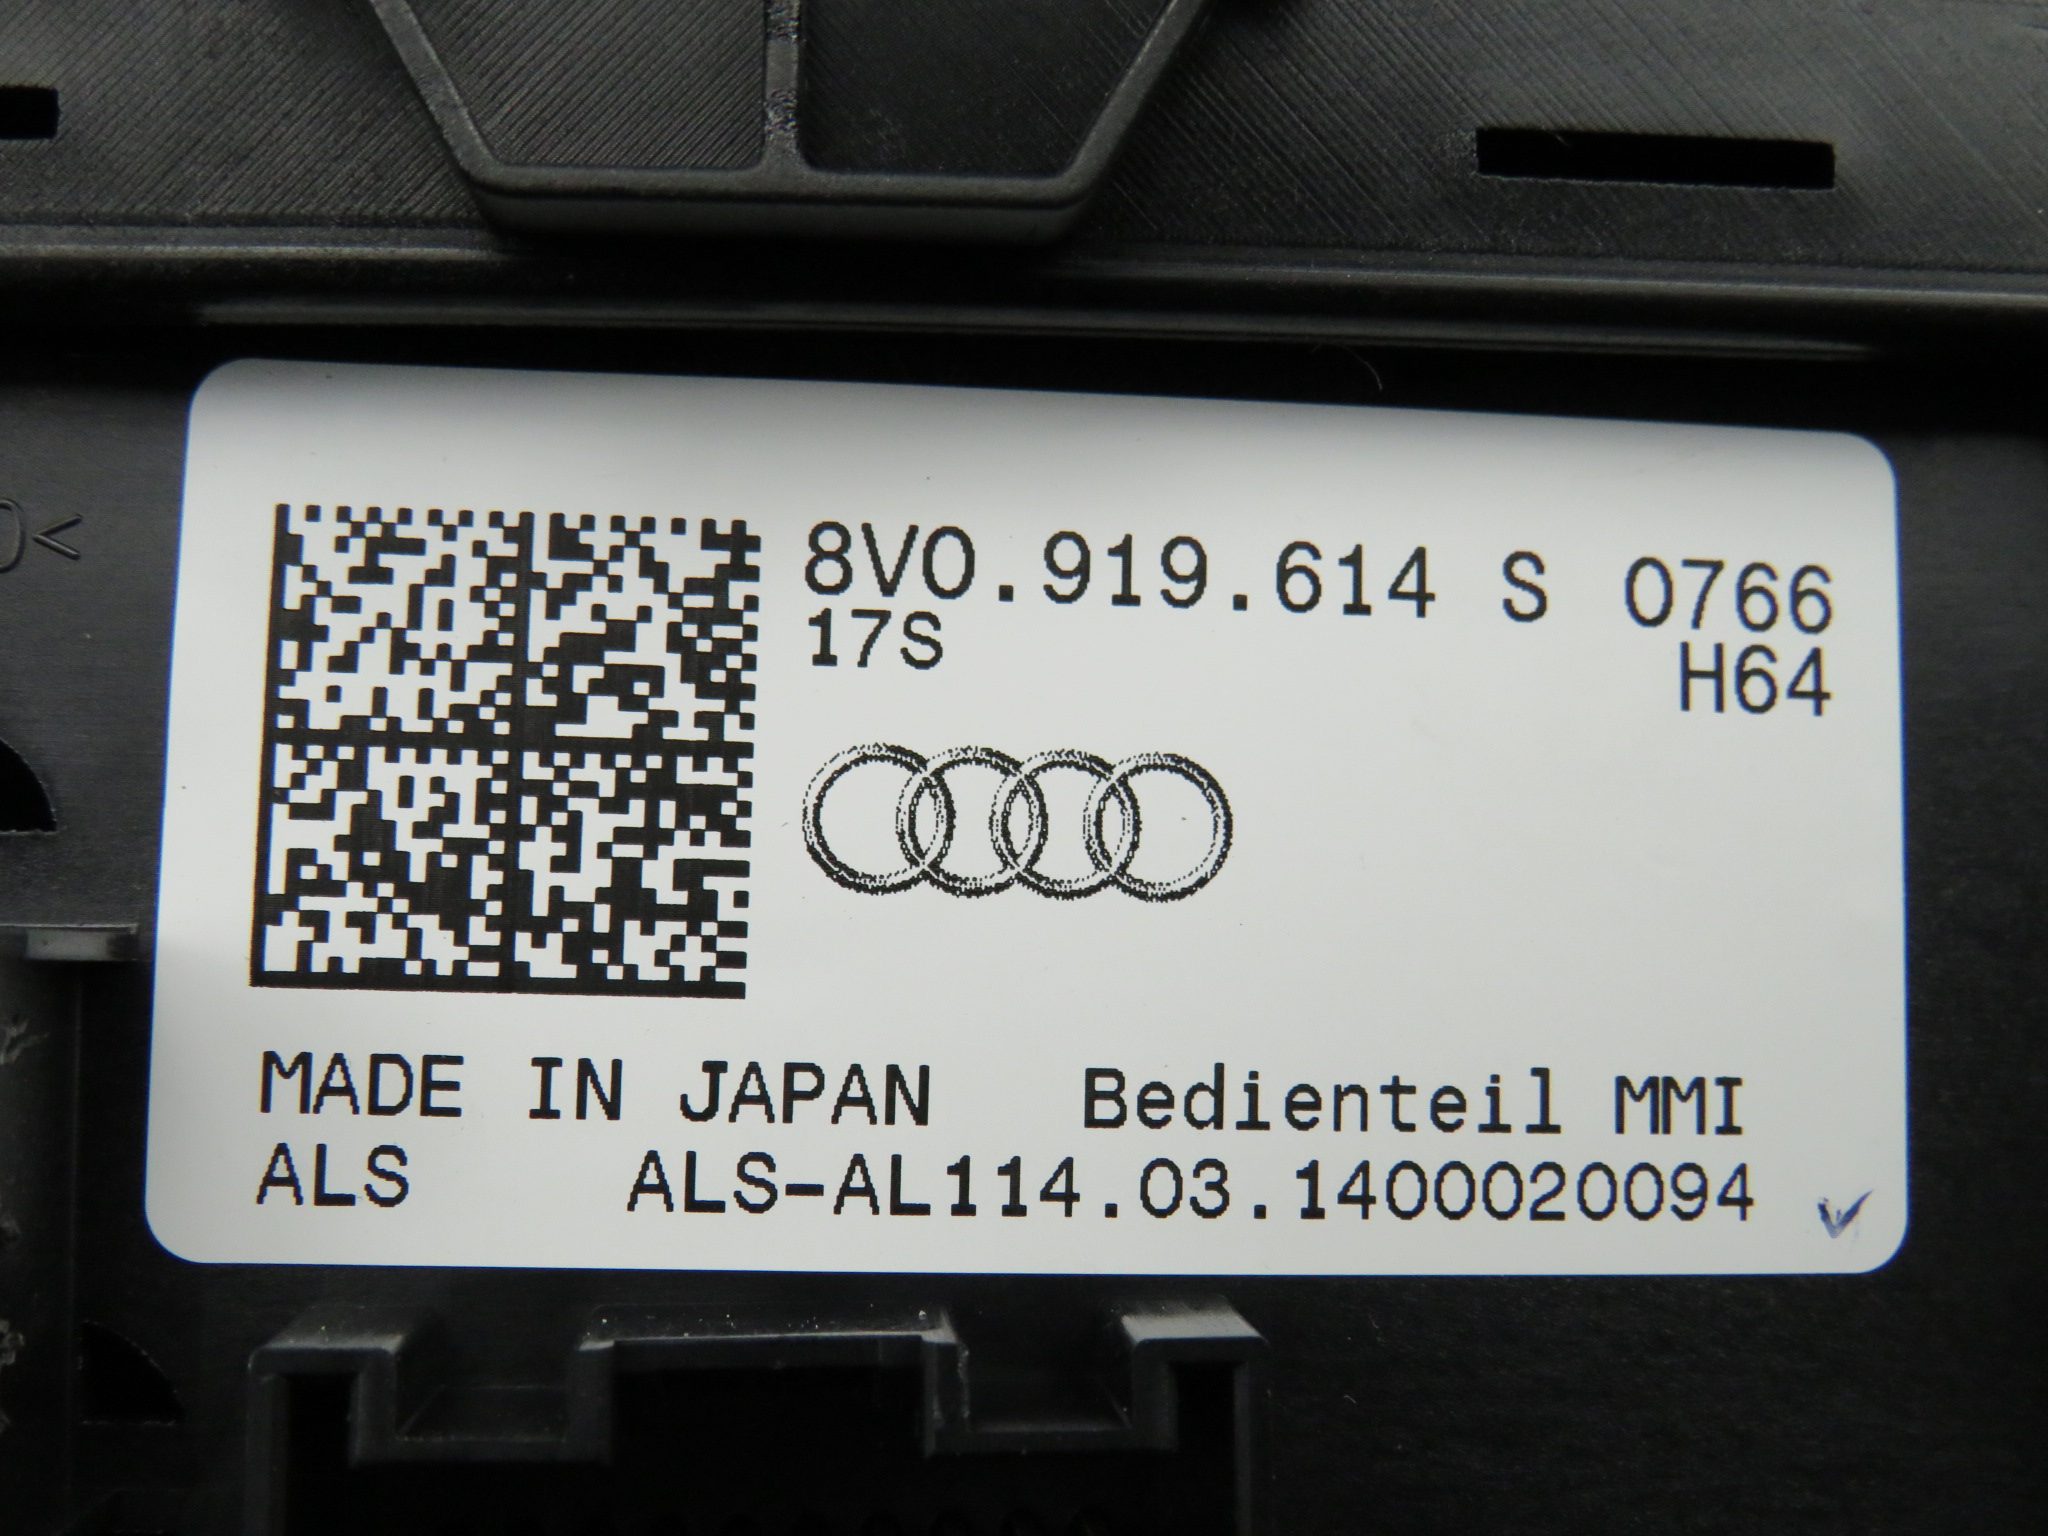 8V0.919.614 S 0766
17S H64
MADE IN JAPAN Bedienteil MMI
ALS ALS-AL114.03.1400020094